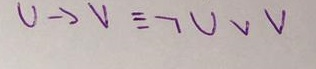 U → V ≡ ¬ U ∨ V